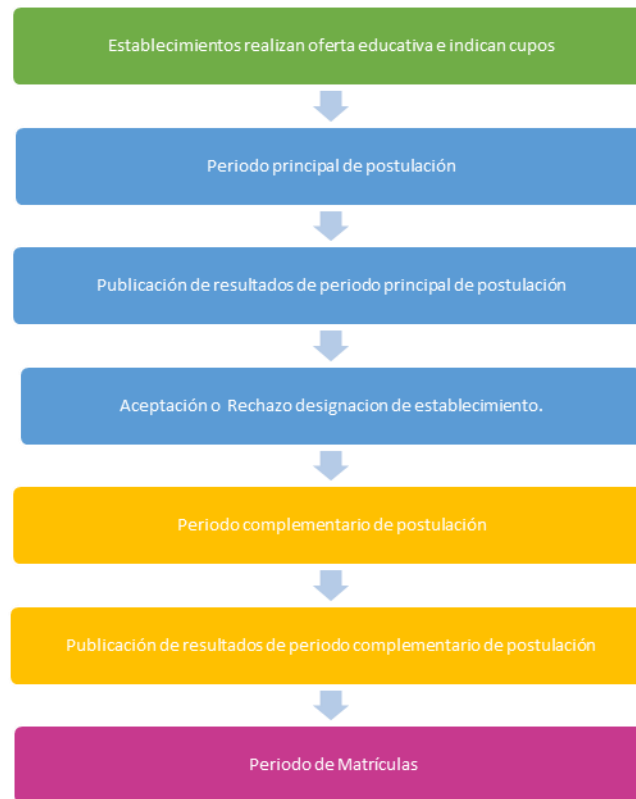 Establecimientos realizan oferta educativa e indican cupos
Periodo principal de postulación
Publicación de resultados de periodo principal de postulación
Aceptación o Rechazo designacion de establecimiento.
Periodo complementario de postulación
Publicación de resultados de periodo complementario de postulación
Periodo de Matrículas